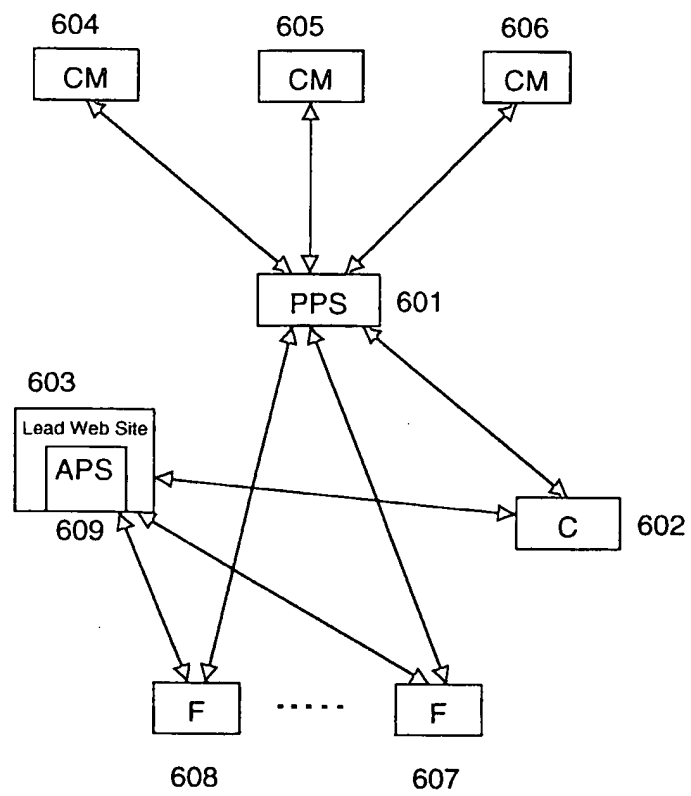 604
605
606
CM
CM
CM
PPS
601
603
Lead Web Site
APS
609
C
602
F
.....
F
608
607